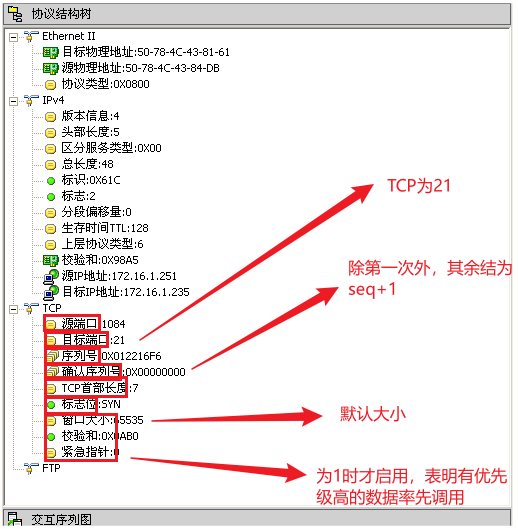 协议结构树
Ethernet II
目标物理地址:50-78-4C-43-81-61
源物理地址:50-78-4C-43-84-DB
协议类型:0X0800
IPv4
版本信息:4
头部长度:5
区分服务类型:0X00
总长度:48
标识:0X61C
标志:2
分段偏移量:0
生存时间TTL:128
上层协议类型:6
校验和:0X98A5
源IP地址:172.16.1.251
目标IP地址:172.16.1.235
TCP
源端口:1084
目标端口:21
序列号:0X012216F6
确认序列号:0X00000000
TCP首部长度:7
标志位:SYN
窗口大小:65535
校验和:0X0AB0
紧急指针:0
FTP
交互序列图
TCP为21
除第一次外，其余结为
seq+1
默认大小
为1时才启用，表明有优先
级高的数据率先调用